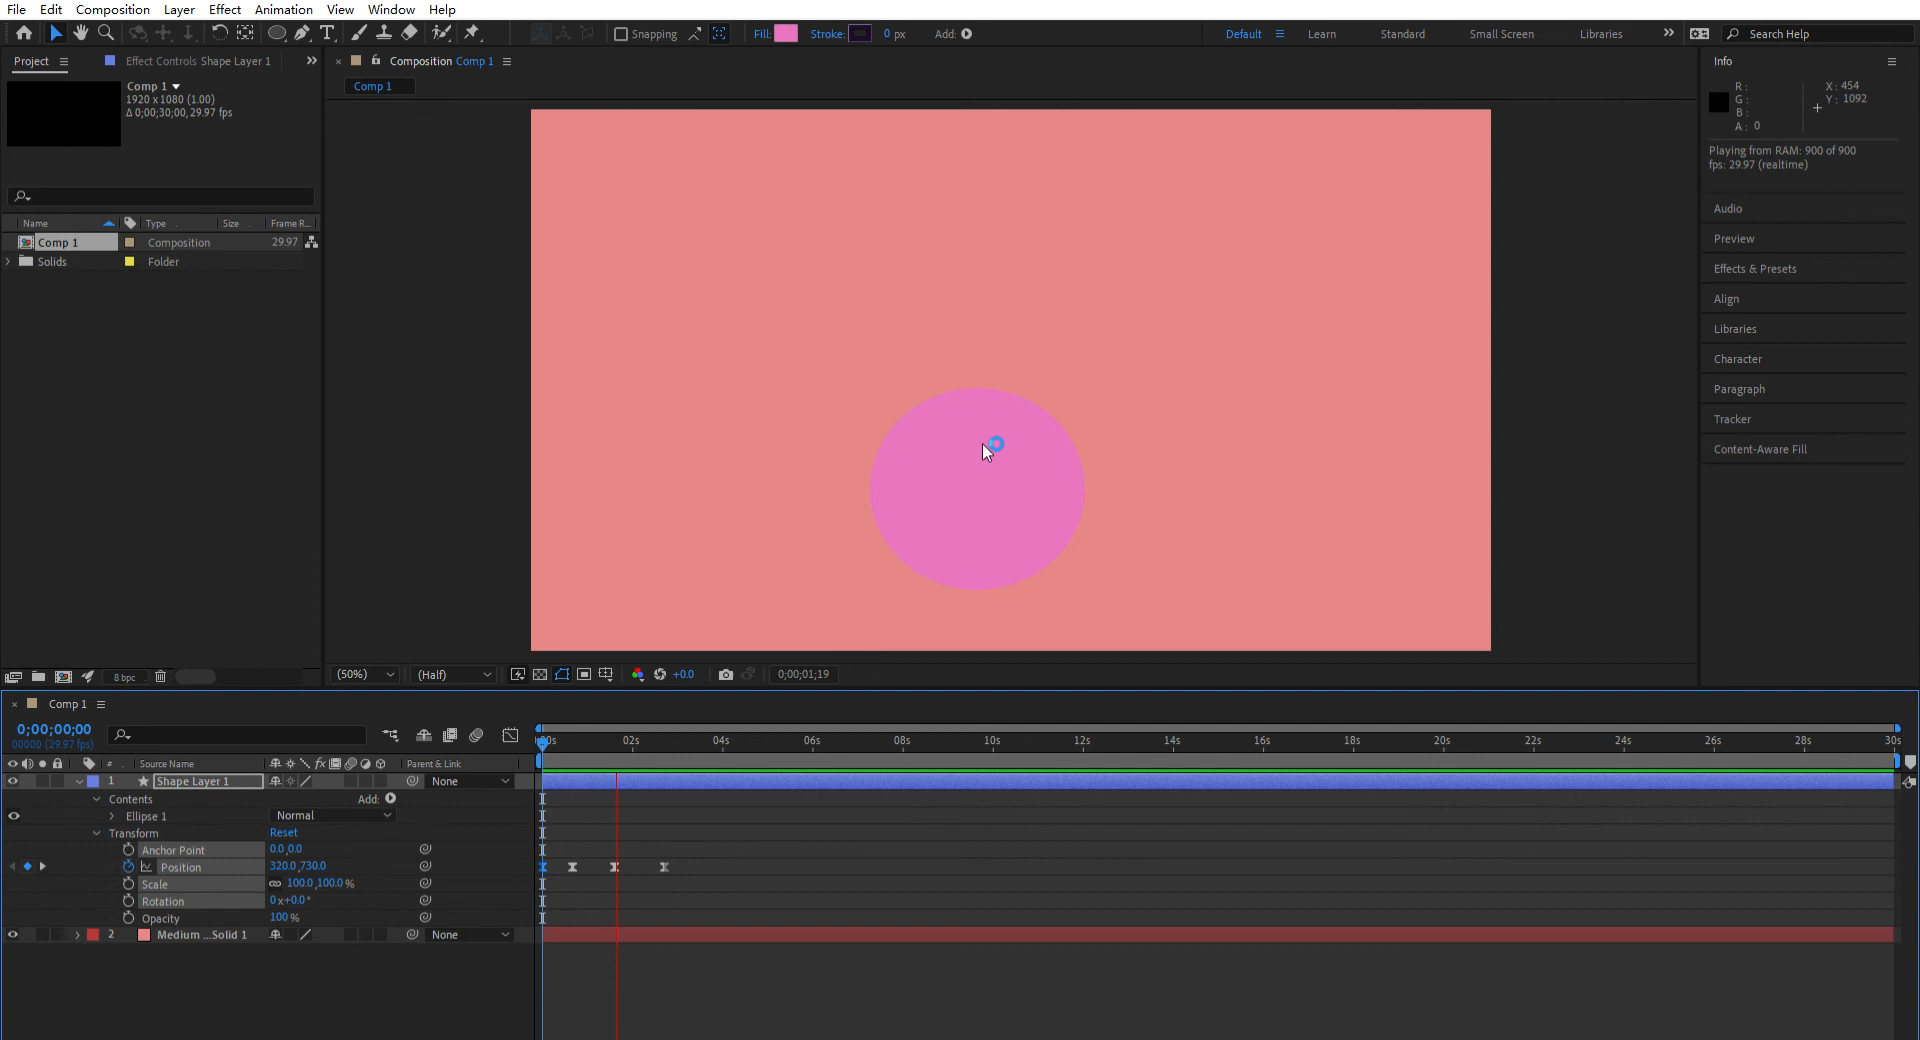 File Edit Composition Layer Effect Animation View Window Help
Snapping Fill: Stroke: 0 px Add: Default Learn Standard Small Screen Libraries Search Help
Project Effect Controls Shape Layer 1
Comp 1
1920 x 1080 (1.00)
Δ 0;00;30;00, 29.97 fps
Name Type Size Frame R...
Comp 1 Composition 29.97
Solids Folder
8 bpc
Composition Comp 1
Comp 1
(50%) (Half) +0.0 0;00;01;19
Info
R: X: 454
G: Y: 1092
B:
A: 0
Playing from RAM: 900 of 900
fps: 29.97 (realtime)
Audio
Preview
Effects & Presets
Align
Libraries
Character
Paragraph
Tracker
Content-Aware Fill
Comp 1
0;00;00;00
00000 (29.97 fps)
00s 02s 04s 06s 08s 10s 12s 14s 16s 18s 20s 22s 24s 26s 28s 30s
# Source Name fx Parent & Link
1 Shape Layer 1 None
Contents Add:
Ellipse 1 Normal
Transform Reset
Anchor Point 0.0,0.0
Position 320.0,730.0
Scale 100.0,100.0%
Rotation 0x+0.0°
Opacity 100%
2 Medium ...Solid 1 None